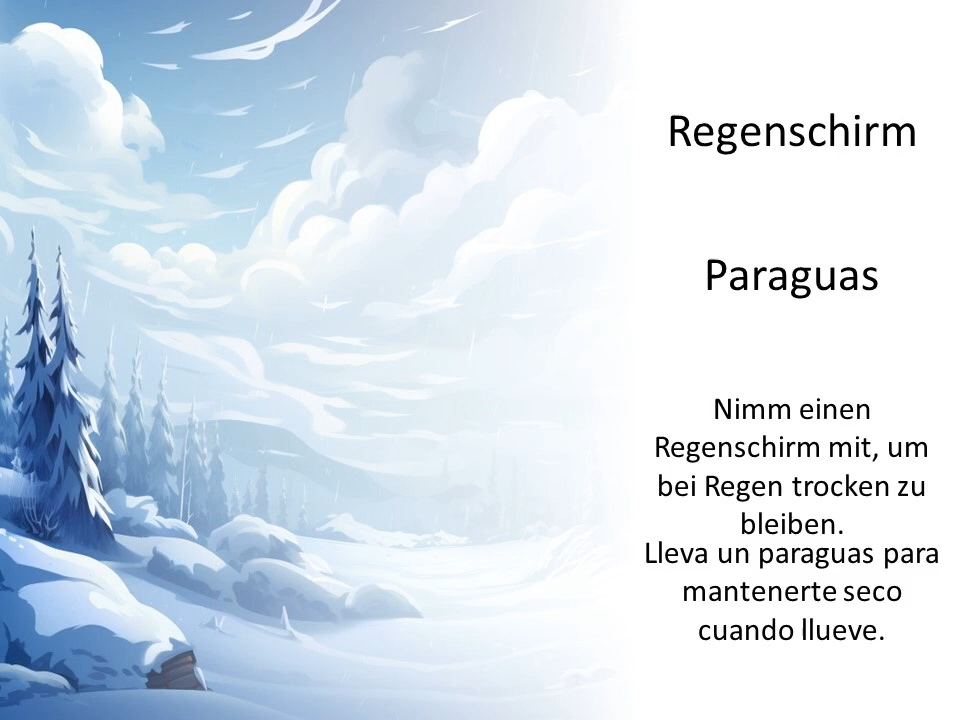 Regenschirm
Paraguas
Nimm einen
Regenschirm mit, um
bei Regen trocken zu
bleiben.
Lleva un paraguas para
mantenerte seco
cuando llueve.